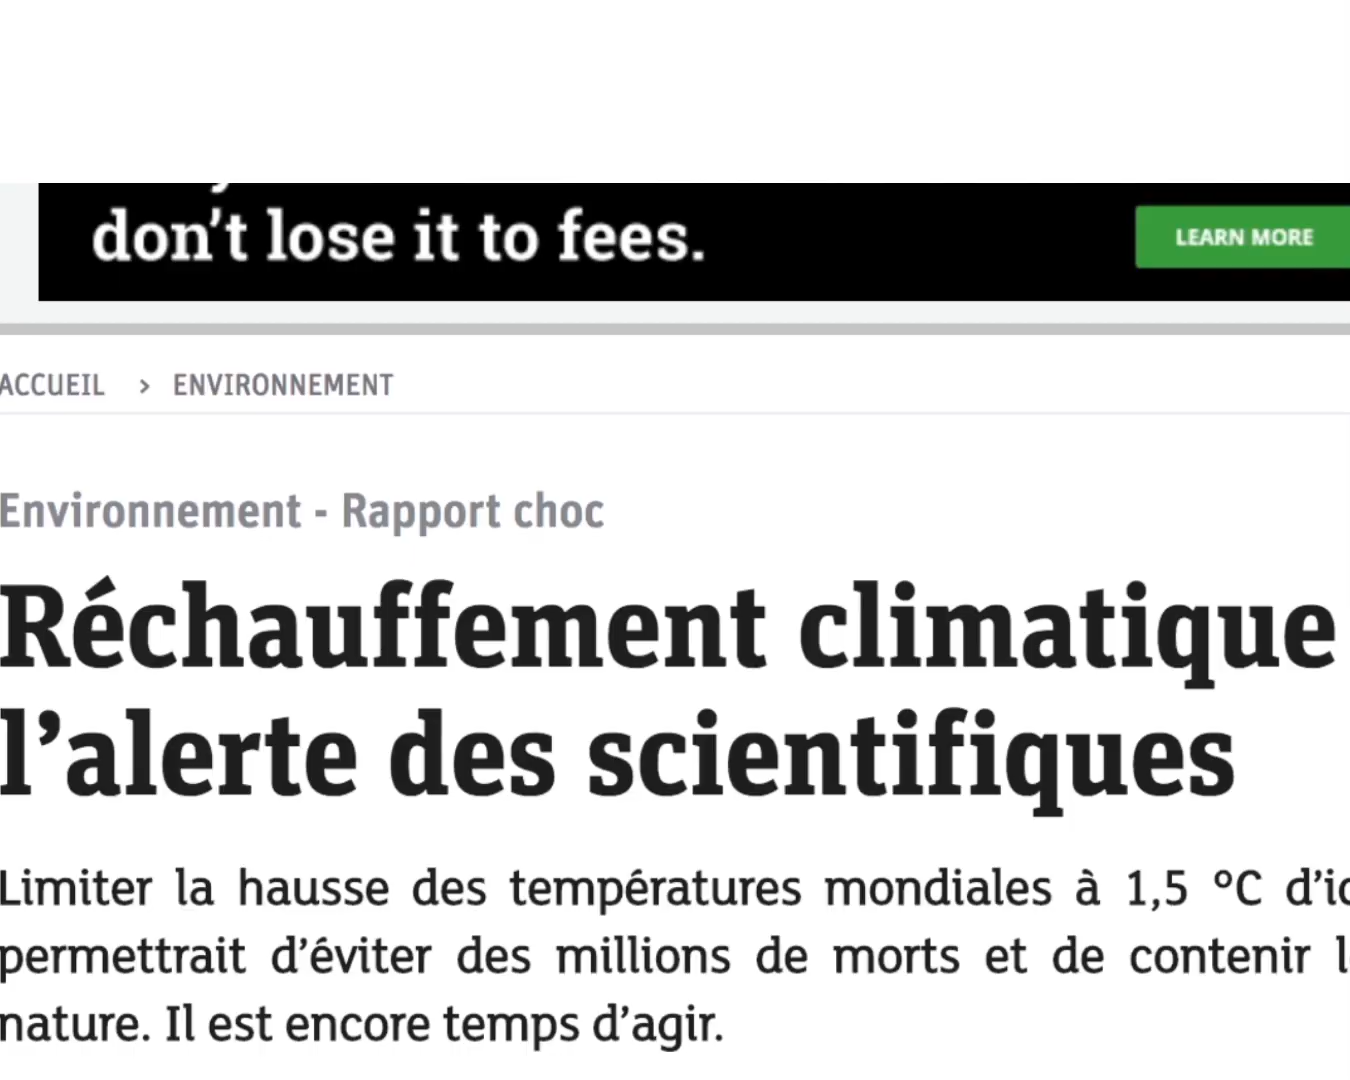 don't lose it to fees.
LEARN MORE
ACCUEIL > ENVIRONNEMENT
Environnement - Rapport choc
Réchauffement climatique
l’alerte des scientifiques
Limiter la hausse des températures mondiales à 1,5 °C
permettrait d’éviter des millions de morts et de contenir
nature. Il est encore temps d’agir.